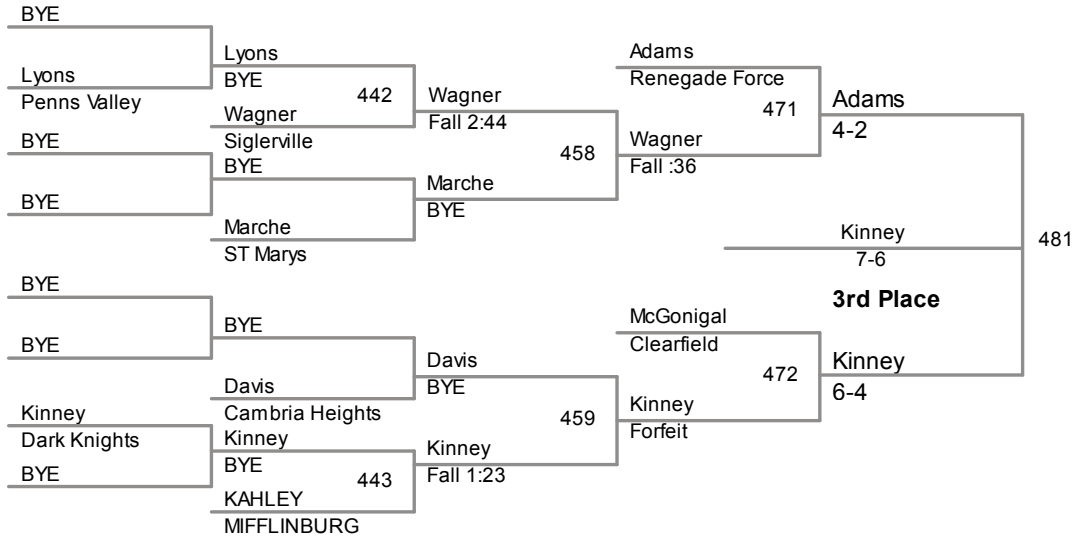 BYE
Lyons
Penns Valley
BYE
BYE
BYE
BYE
Kinney
Dark Knights
BYE
Lyons
BYE
442
Wagner
Siglerville
BYE
Marche
ST Marys
BYE
Davis
Cambria Heights
Kinney
BYE
443
KAHLEY
MIFFLINBURG
Wagner
Fall 2:44
458
Marche
BYE
Davis
BYE
459
Kinney
Fall 1:23
Adams
Renegade Force
471
Wagner
Fall :36
McGonigal
Clearfield
472
Kinney
Forfeit
Adams
4-2
Kinney
7-6
481
3rd Place
Kinney
6-4